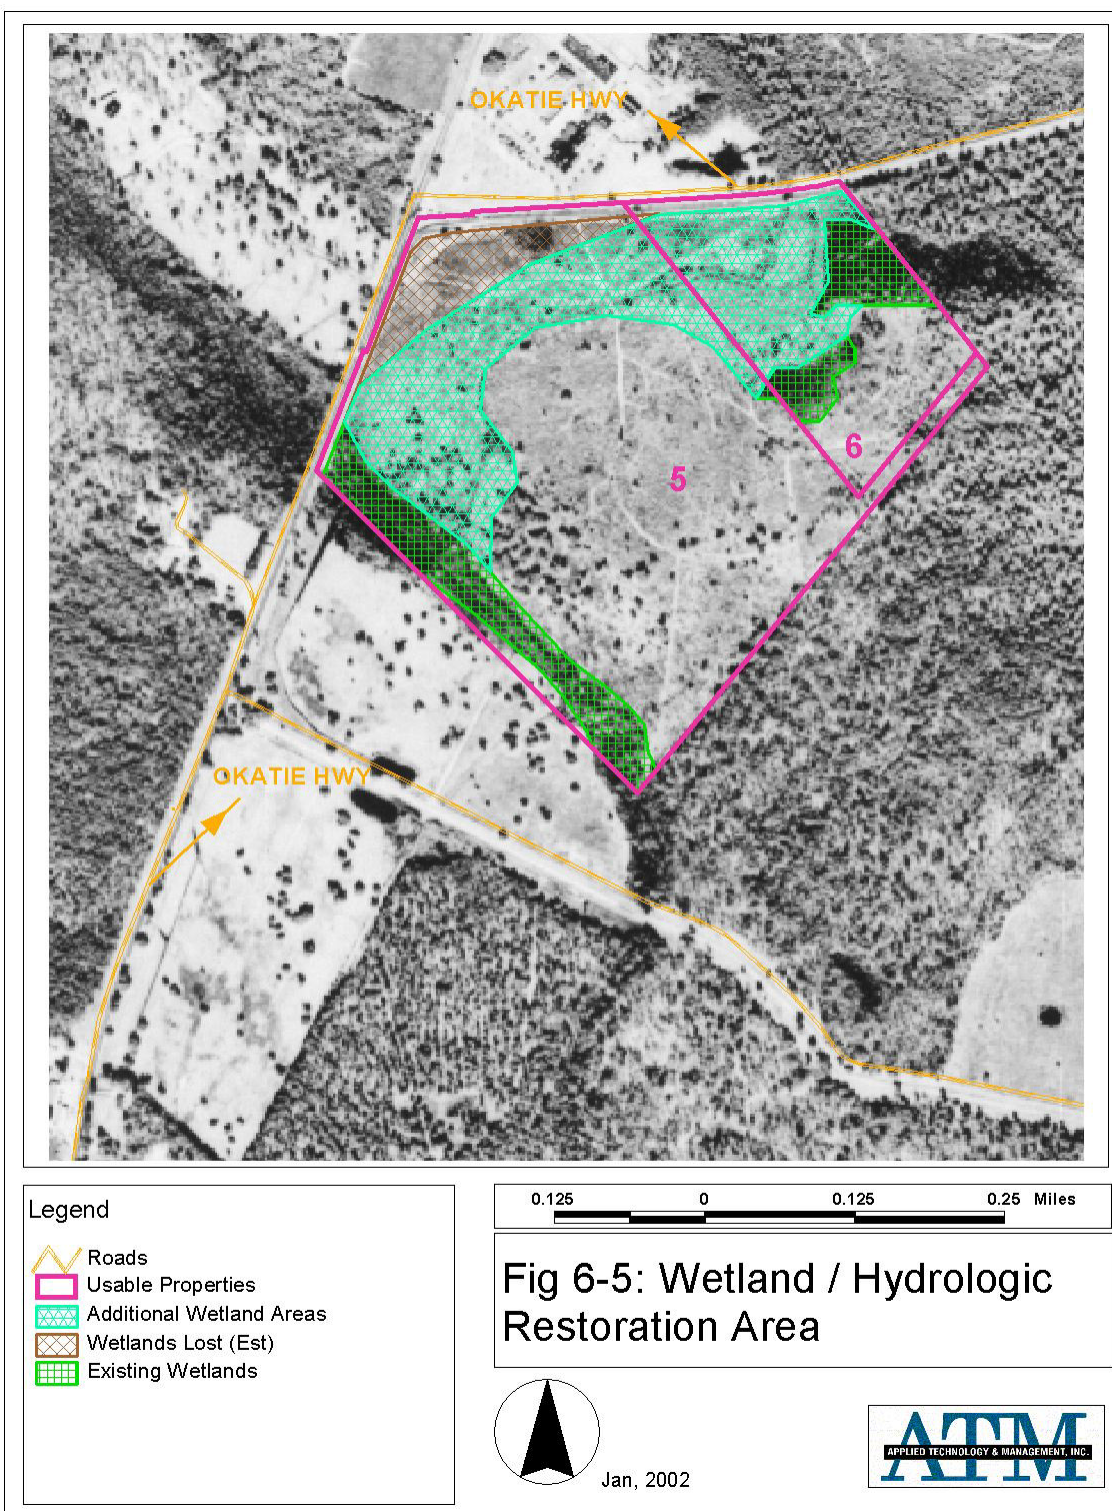 OKATIE HWY
5
6
OKATIE HWY
Legend
Roads
Usable Properties
Additional Wetland Areas
Wetlands Lost (Est)
Existing Wetlands
0.125 0 0.125 0.25 Miles
Fig 6-5: Wetland / Hydrologic
Restoration Area
Jan, 2002
ATM
APPLIED TECHNOLOGY & MANAGEMENT, INC.